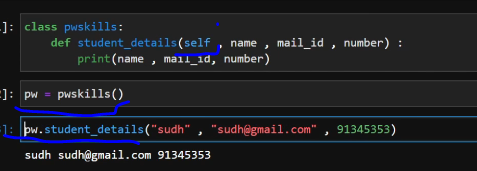 ]: class pwskills:
def student_details(self , name , mail_id , number) :
print(name , mail_id, number)
2]: pw = pwskills()
]: pw.student_details("sudh" , "sudh@gmail.com" , 91345353)
sudh sudh@gmail.com 91345353